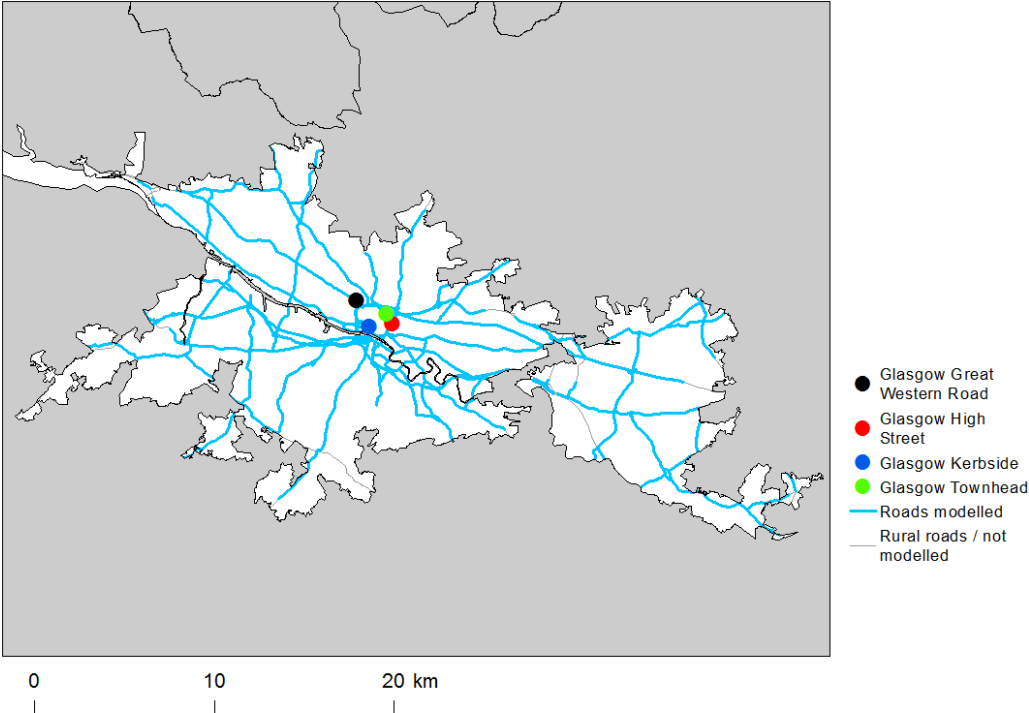 Glasgow Great
Western Road
Glasgow High
Street
Glasgow Kerbside
Glasgow Townhead
Roads modelled
Rural roads / not
modelled
0 10 20 km